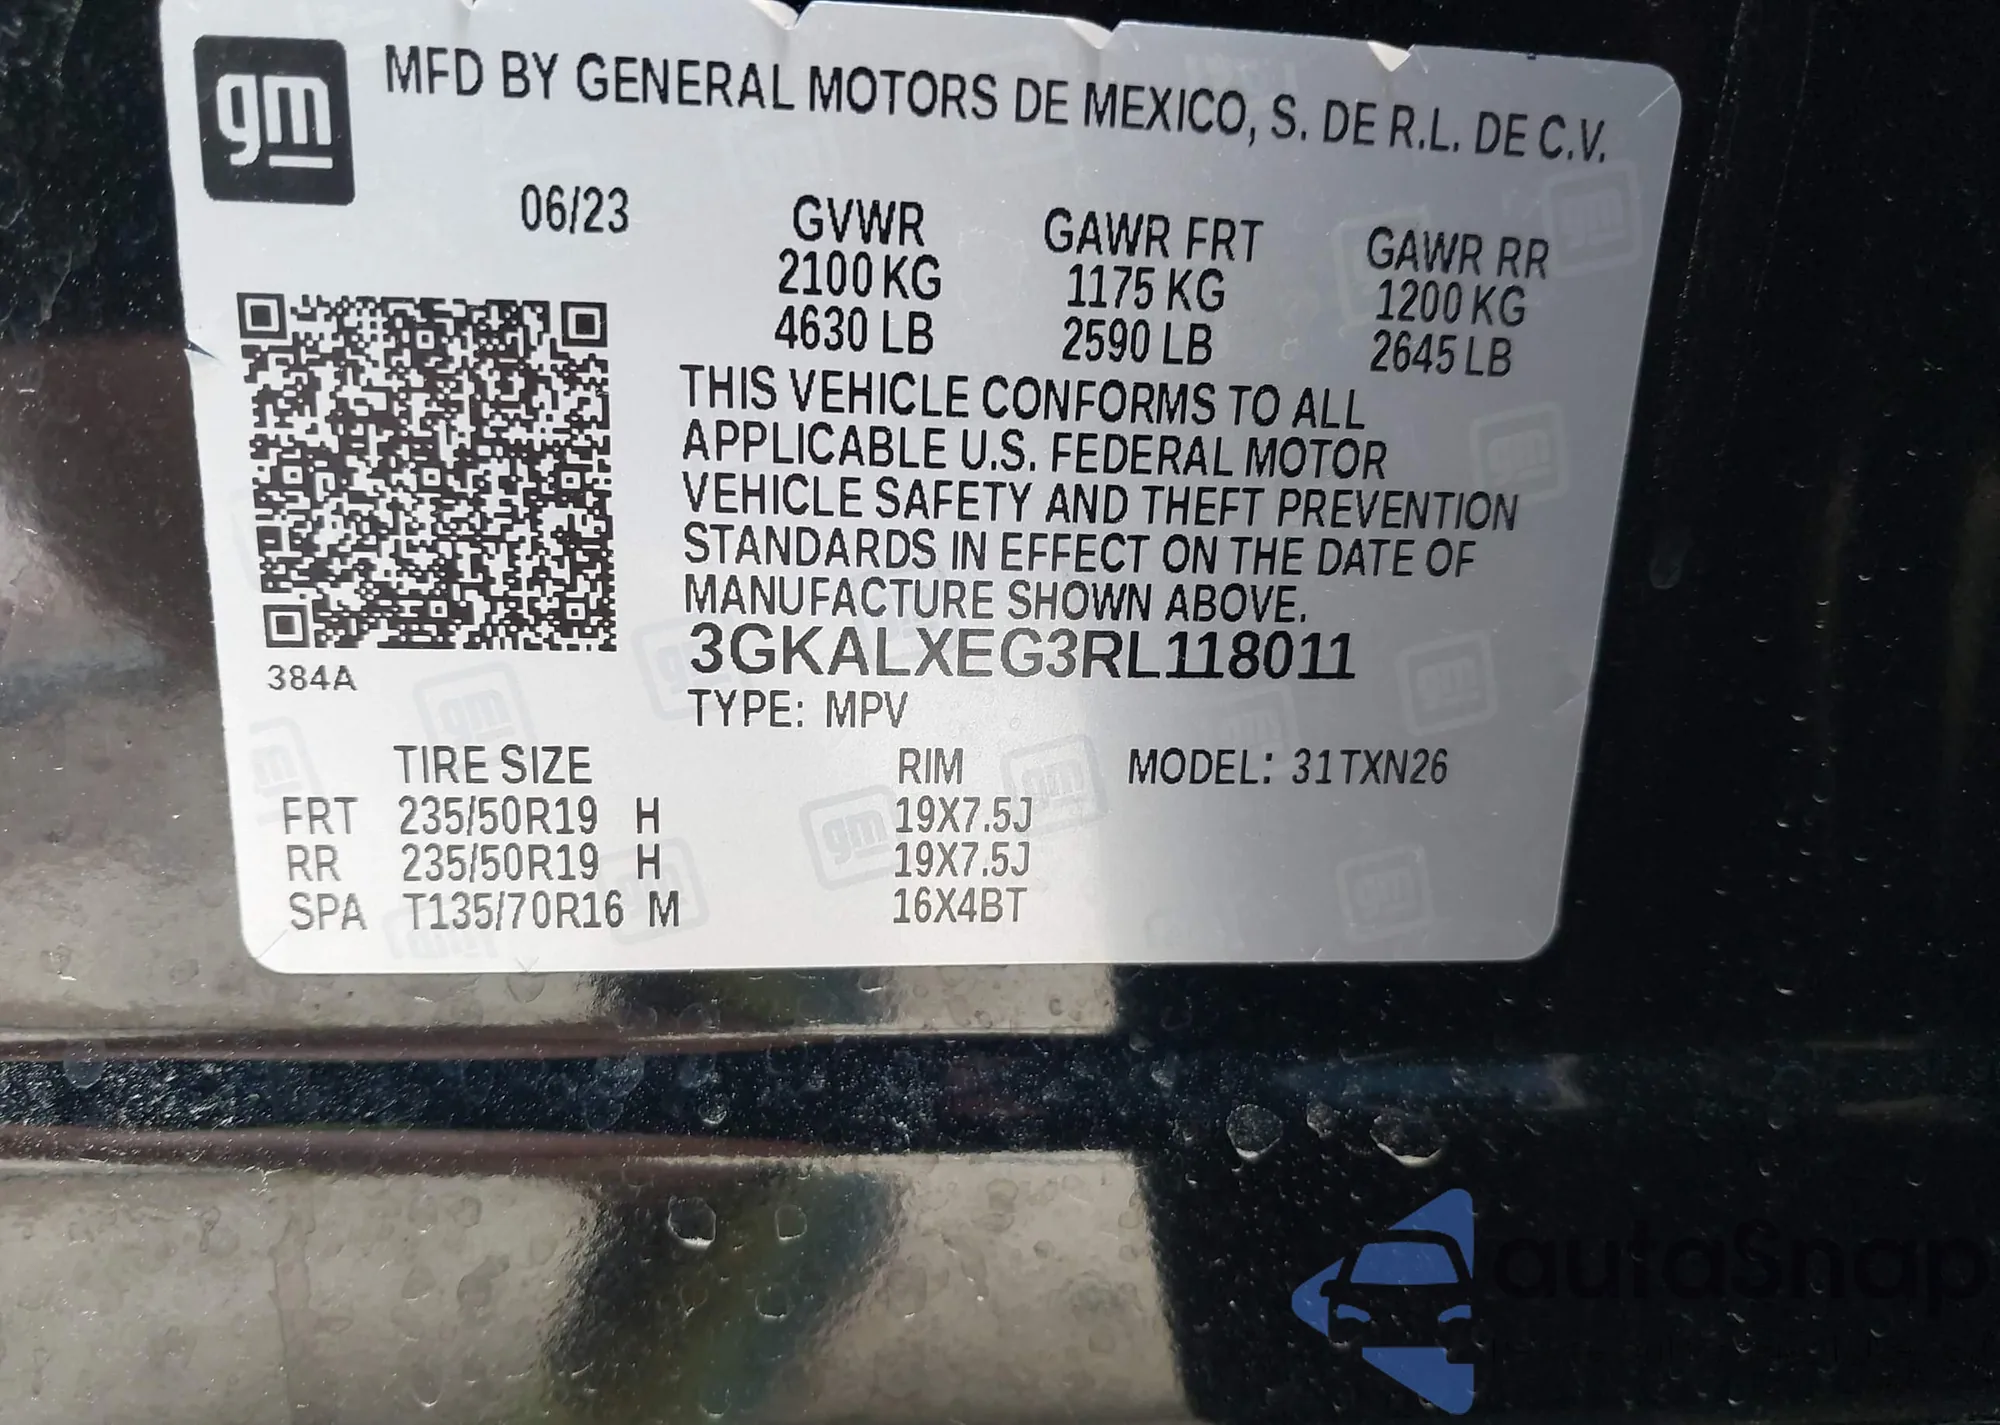 gm
MFD BY GENERAL MOTORS DE MEXICO, S. DE R.L. DE C.V.
06/23
GVWR GAWR FRT GAWR RR
2100 KG 1175 KG 1200 KG
4630 LB 2590 LB 2645 LB
THIS VEHICLE CONFORMS TO ALL
APPLICABLE U.S. FEDERAL MOTOR
VEHICLE SAFETY AND THEFT PREVENTION
STANDARDS IN EFFECT ON THE DATE OF
MANUFACTURE SHOWN ABOVE.
3GKALXEG3RL118011
384A
TYPE: MPV
TIRE SIZE RIM MODEL: 31TXN26
FRT 235/50R19 H 19X7.5J
RR 235/50R19 H 19X7.5J
SPA T135/70R16 M 16X4BT
autoSnap